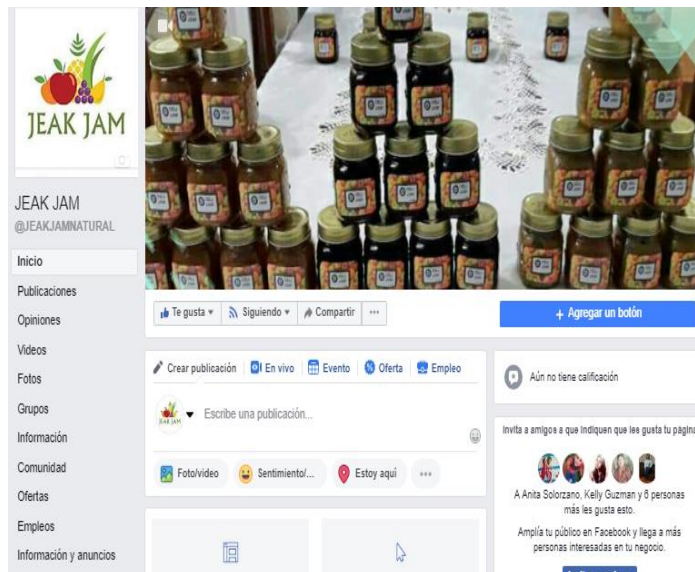 JEAK JAM
JEAK JAM
@JEAKJAMNATURAL
Inicio
Publicaciones
Opiniones
Videos
Fotos
Grupos
Información
Comunidad
Ofertas
Empleos
Información y anuncios
Te gusta
Siguiendo
Compartir
+ Agregar un botón
Crear publicación
En vivo
Evento
Oferta
Empleo
JEAK JAM
Escribe una publicación...
Foto/video
Sentimiento/...
Estoy aquí
Aún no tiene calificación
Invita a amigos a que indiquen que les gusta tu página
A Anita Solorzano, Kelly Guzman y 6 personas
más les gusta esto.
Amplía tu público en Facebook y llega a más
personas interesadas en tu negocio.